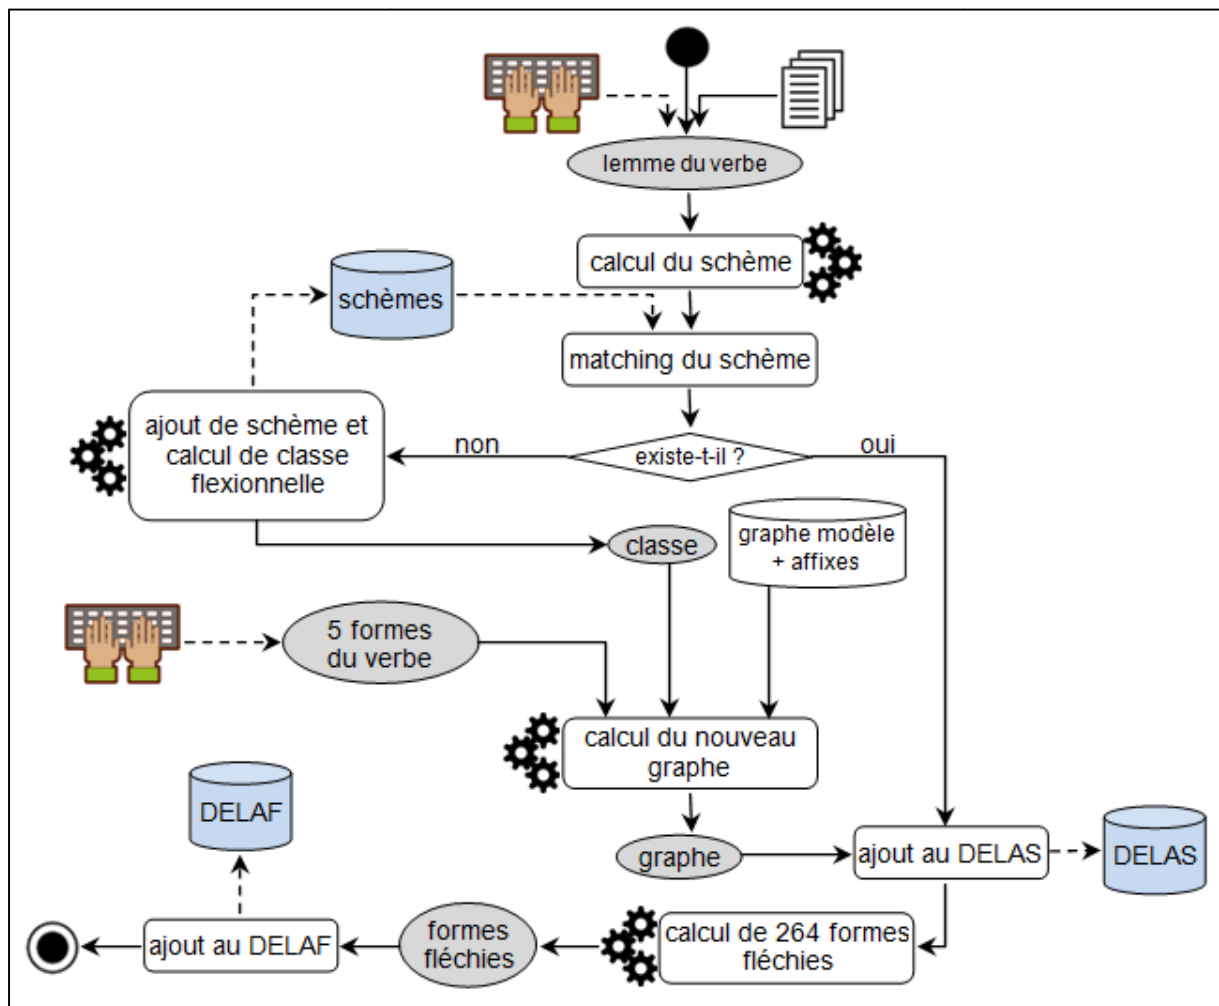 lemme du verbe
calcul du schème
schèmes
matching du schème
ajout de schème et
calcul de classe
flexionnelle
non
existe-t-il ?
oui
classe
graphe modèle
+ affixes
5 formes
du verbe
calcul du nouveau
graphe
DELAF
graphe
ajout au DELAS
DELAS
ajout au DELAF
formes
fléchies
calcul de 264 formes
fléchies